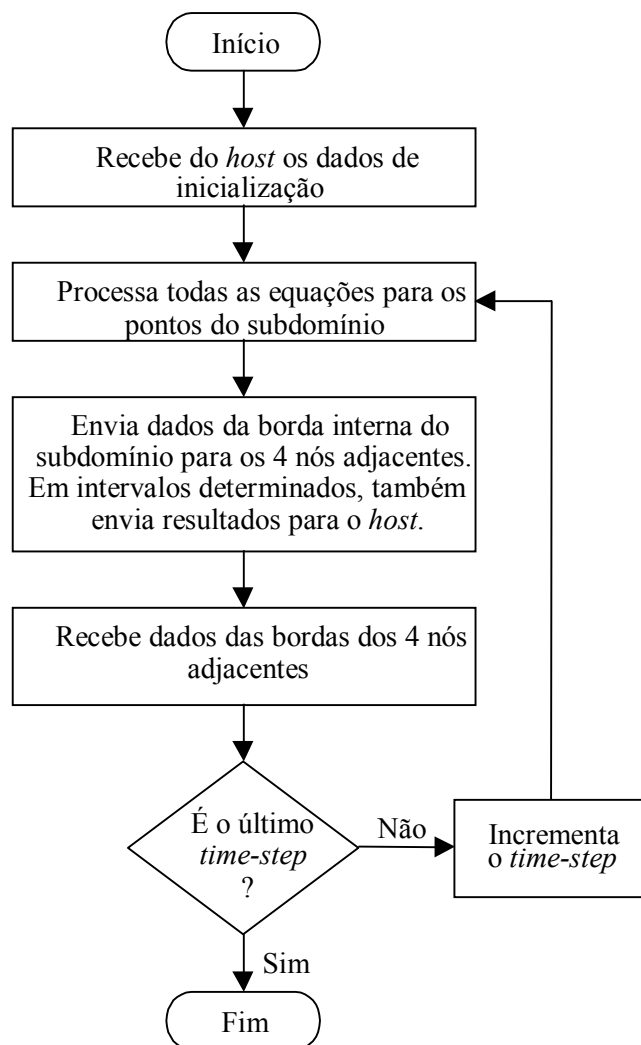 Início
Recebe do host os dados de
inicialização
Processa todas as equações para os
pontos do subdomínio
Envia dados da borda interna do
subdomínio para os 4 nós adjacentes.
Em intervalos determinados, também
envia resultados para o host.
Recebe dados das bordas dos 4 nós
adjacentes
É o último
time-step
?
Não
Incrementa
o time-step
Sim
Fim